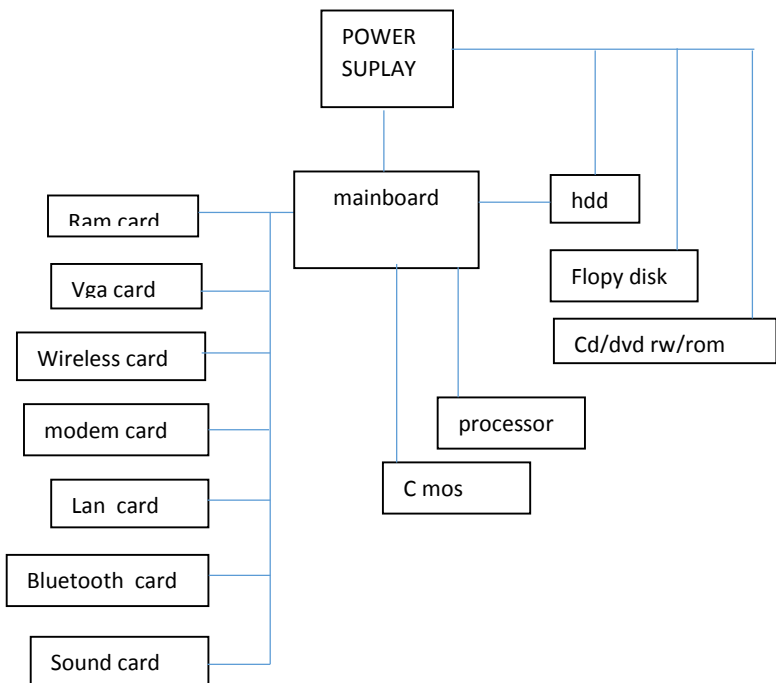 POWER
SUPLAY
mainboard
hdd
Ram card
Flopy disk
Vga card
Cd/dvd rw/rom
Wireless card
processor
modem card
C mos
Lan card
Bluetooth card
Sound card